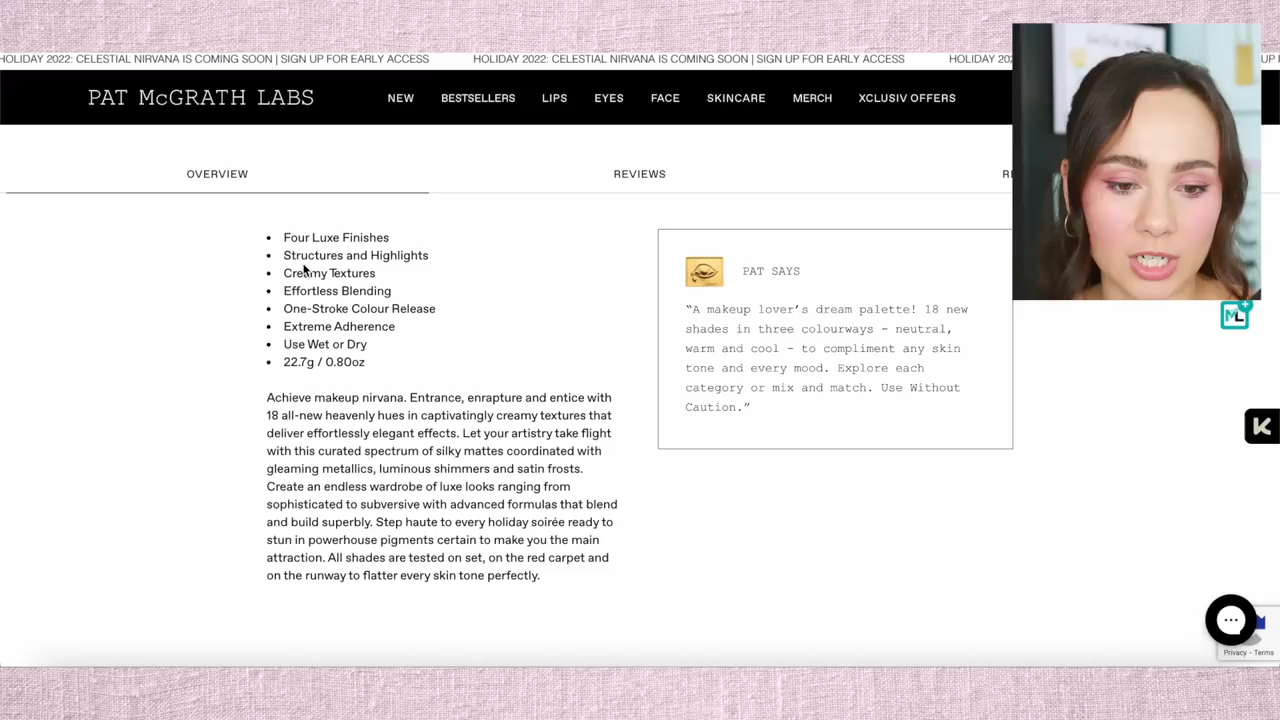 HOLIDAY 2022: CELESTIAL NIRVANA IS COMING SOON | SIGN UP FOR EARLY ACCESS HOLIDAY 2022: CELESTIAL NIRVANA IS COMING SOON | SIGN UP FOR EARLY ACCESS HOLIDAY
PAT McGRATH LABS NEW BESTSELLERS LIPS EYES FACE SKINCARE MERCH XCLUSIV OFFERS
OVERVIEW REVIEWS
• Four Luxe Finishes
• Structures and Highlights
• Creamy Textures
• Effortless Blending
• One-Stroke Colour Release
• Extreme Adherence
• Use Wet or Dry
• 22.7g / 0.80oz
Achieve makeup nirvana. Entrance, enrapture and entice with
18 all-new heavenly hues in captivatingly creamy textures that
deliver effortlessly elegant effects. Let your artistry take flight
with this curated spectrum of silky mattes coordinated with
gleaming metallics, luminous shimmers and satin frosts.
Create an endless wardrobe of luxe looks ranging from
sophisticated to subversive with advanced formulas that blend
and build superbly. Step haute to every holiday soirée ready to
stun in powerhouse pigments certain to make you the main
attraction. All shades are tested on set, on the red carpet and
on the runway to flatter every skin tone perfectly.
PAT SAYS
“A makeup lover’s dream palette! 18 new
shades in three colourways – neutral,
warm and cool – to compliment any skin
tone and every mood. Explore each
category or mix and match. Use Without
Caution.”
ML
K
Privacy - Terms